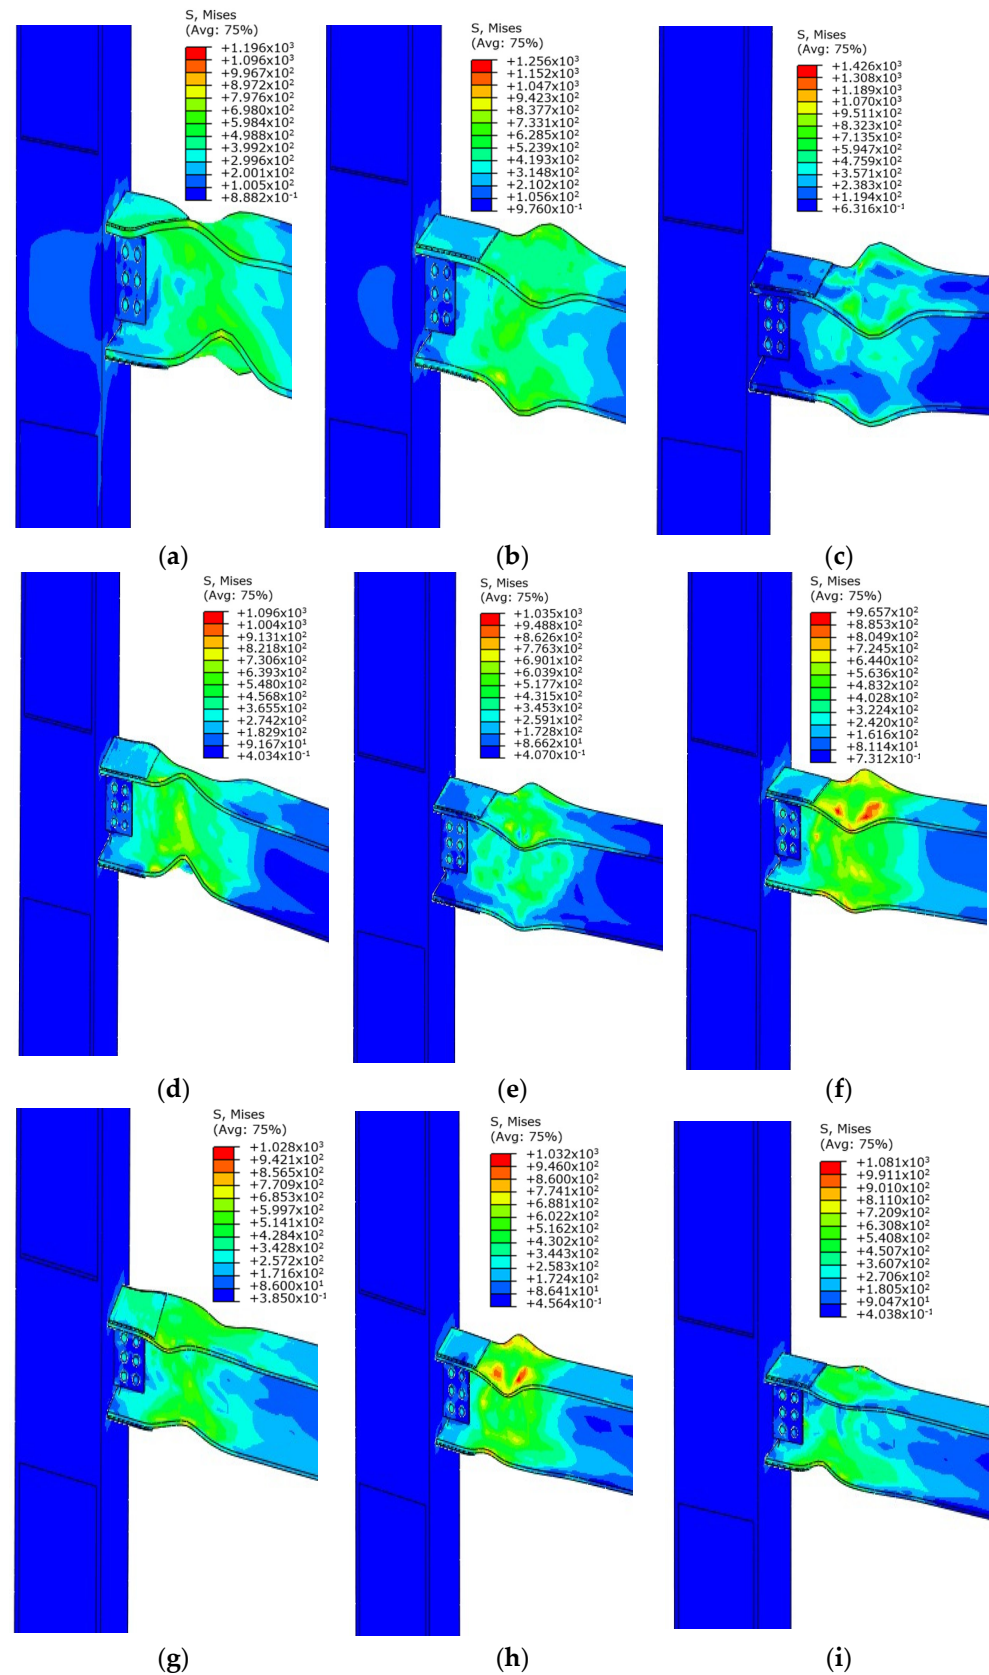 S, Mises
(Avg: 75%)
+1.196x10³
+1.096x10³
+9.967x10²
+8.972x10²
+7.976x10²
+6.980x10²
+5.984x10²
+4.988x10²
+3.992x10²
+2.996x10²
+2.001x10²
+1.005x10²
+8.882x10⁻¹
(a)
S, Mises
(Avg: 75%)
+1.256x10³
+1.152x10³
+1.047x10³
+9.423x10²
+8.377x10²
+7.331x10²
+6.285x10²
+5.239x10²
+4.193x10²
+3.148x10²
+2.102x10²
+1.056x10²
+9.760x10⁻¹
(b)
S, Mises
(Avg: 75%)
+1.426x10³
+1.308x10³
+1.189x10³
+1.070x10³
+9.511x10²
+8.323x10²
+7.135x10²
+5.947x10²
+4.759x10²
+3.571x10²
+2.383x10²
+1.194x10²
+6.316x10⁻¹
(c)
S, Mises
(Avg: 75%)
+1.096x10³
+1.004x10³
+9.131x10²
+8.218x10²
+7.306x10²
+6.393x10²
+5.480x10²
+4.568x10²
+3.655x10²
+2.742x10²
+1.829x10²
+9.167x10¹
+4.034x10⁻¹
(d)
S, Mises
(Avg: 75%)
+1.035x10³
+9.488x10²
+8.626x10²
+7.763x10²
+6.901x10²
+6.039x10²
+5.177x10²
+4.315x10²
+3.453x10²
+2.591x10²
+1.728x10²
+8.662x10¹
+4.070x10⁻¹
(e)
S, Mises
(Avg: 75%)
+9.657x10²
+8.853x10²
+8.049x10²
+7.245x10²
+6.440x10²
+5.636x10²
+4.832x10²
+4.028x10²
+3.224x10²
+2.420x10²
+1.616x10²
+8.114x10¹
+7.312x10⁻¹
(f)
S, Mises
(Avg: 75%)
+1.028x10³
+9.421x10²
+8.565x10²
+7.709x10²
+6.853x10²
+5.997x10²
+5.141x10²
+4.284x10²
+3.428x10²
+2.572x10²
+1.716x10²
+8.600x10¹
+3.850x10⁻¹
(g)
S, Mises
(Avg: 75%)
+1.032x10³
+9.460x10²
+8.600x10²
+7.741x10²
+6.881x10²
+6.022x10²
+5.162x10²
+4.302x10²
+3.443x10²
+2.583x10²
+1.724x10²
+8.641x10¹
+4.564x10⁻¹
(h)
S, Mises
(Avg: 75%)
+1.081x10³
+9.911x10²
+9.010x10²
+8.110x10²
+7.209x10²
+6.308x10²
+5.408x10²
+4.507x10²
+3.607x10²
+2.706x10²
+1.805x10²
+9.047x10¹
+4.038x10⁻¹
(i)